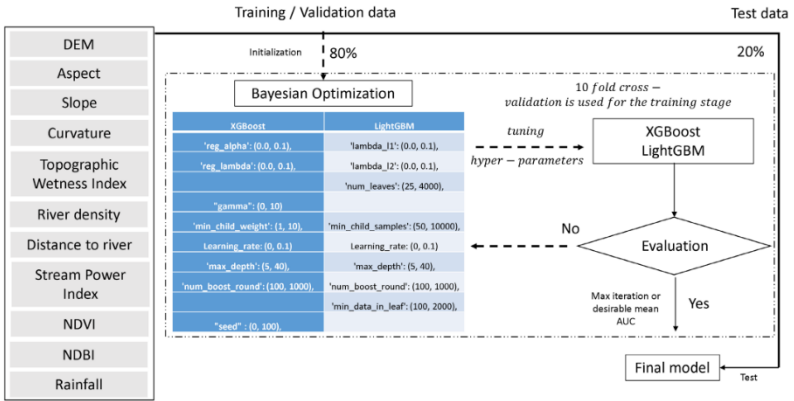 Training / Validation data
Test data
DEM
Aspect
Slope
Curvature
Topographic
Wetness Index
River density
Distance to river
Stream Power
Index
NDVI
NDBI
Rainfall
Initialization
80%
20%
Bayesian Optimization
10 fold cross -
validation is used for the training stage
XGBoost
LightGBM
'reg_alpha': (0.0, 0.1),
'lambda_l1': (0.0, 0.1),
'reg_lambda': (0.0, 0.1),
'lambda_l2': (0.0, 0.1),
'num_leaves': (25, 4000),
"gamma": (0, 10)
'min_child_weight': (1, 10),
'min_child_samples': (50, 10000),
Learning_rate: (0, 0.1)
Learning_rate: (0, 0.1)
'max_depth': (5, 40),
'max_depth': (5, 40),
'num_boost_round': (100, 1000),
'num_boost_round': (100, 1000),
'min_data_in_leaf': (100, 2000),
"seed" : (0, 100),
tuning
hyper - parameters
XGBoost
LightGBM
No
Evaluation
Max iteration or
desirable mean
AUC
Yes
Final model
Test